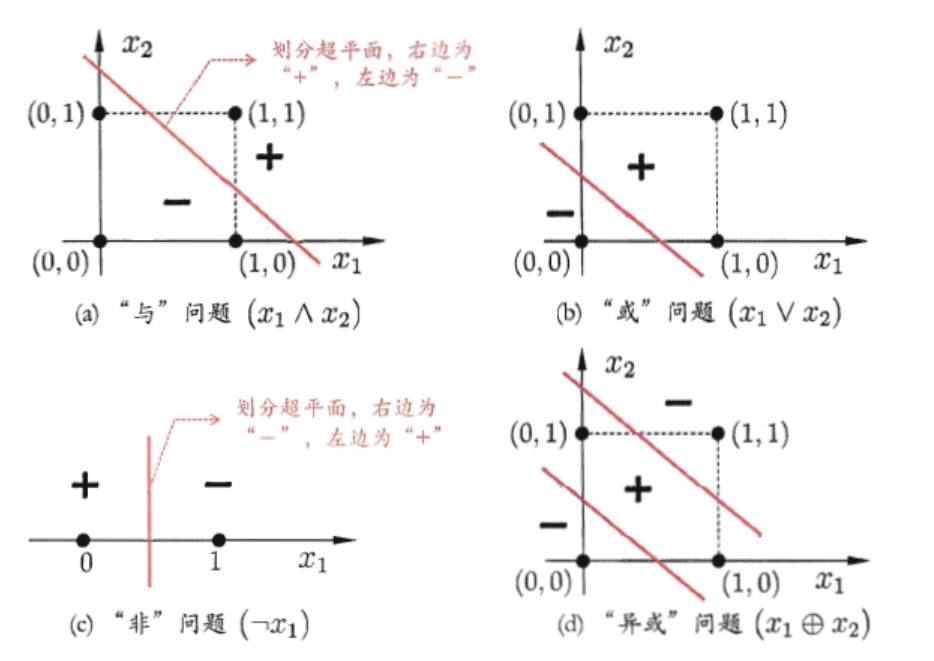 x₂
划分超平面，右边为
“+”，左边为“−”
(0,1)
(1,1)
+
−
(0,0)
(1,0)
x₁
(a) “与”问题 (x₁ ∧ x₂)
x₂
(0,1)
(1,1)
+
−
(0,0)
(1,0)
x₁
(b) “或”问题 (x₁ ∨ x₂)
划分超平面，右边为
“−”，左边为“+”
+
−
0
1
x₁
(c) “非”问题 (¬x₁)
x₂
−
(0,1)
(1,1)
+
−
(0,0)
(1,0)
x₁
(d) “异或”问题 (x₁ ⊕ x₂)